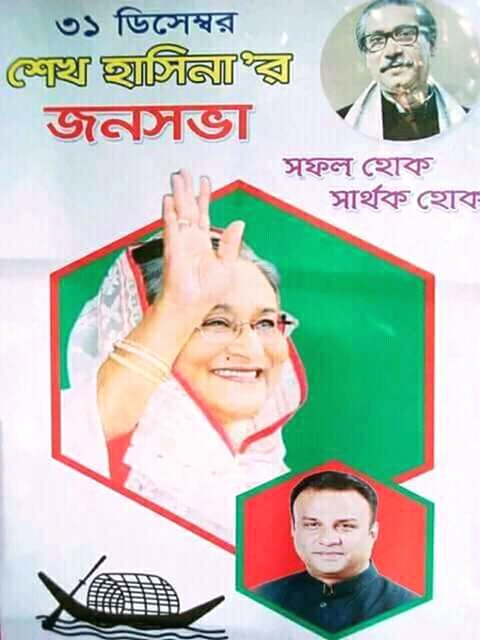 ৩১ ডিসেম্বর
শেখ হাসিনা'র
জনসভা
সফল হোক
সার্থক হোক